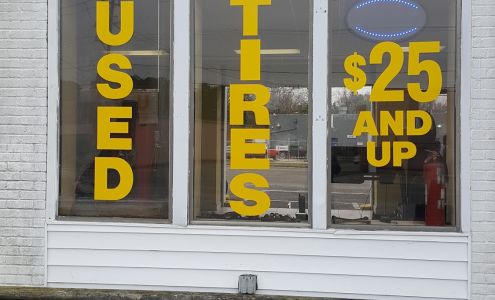 USED
TIRES
$25
AND
UP